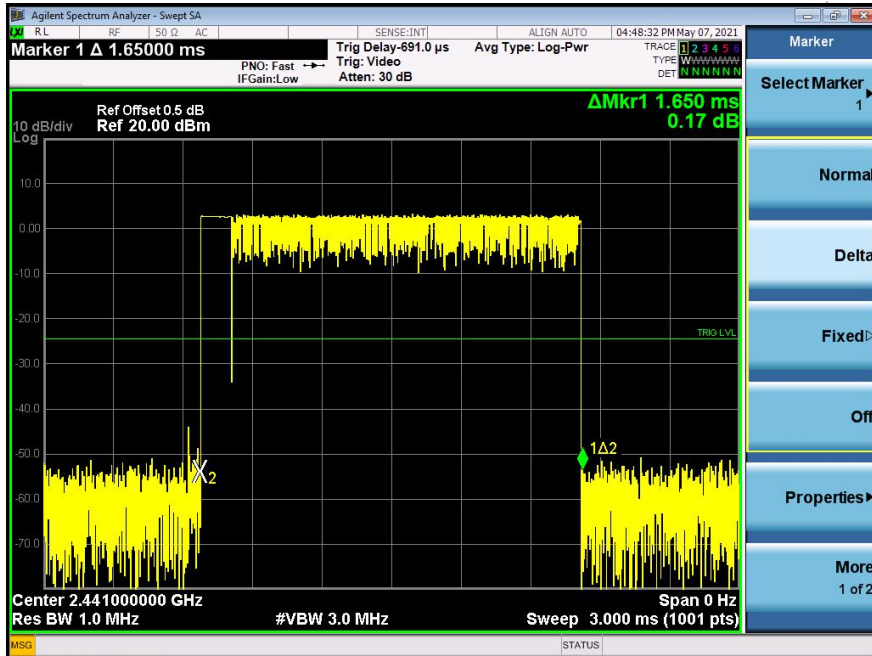 Agilent Spectrum Analyzer - Swept SA
LXI RL RF 50 Ω AC SENSE:INT ALIGN AUTO 04:48:32 PM May 07, 2021
Marker 1 Δ 1.65000 ms
Trig Delay-691.0 µs Avg Type: Log-Pwr TRACE 1 2 3 4 5 6
PNO: Fast Trig: Video TYPE WWWWWW
IFGain:Low Atten: 30 dB DET N N N N N N
Marker
Select Marker
1
Ref Offset 0.5 dB ΔMkr1 1.650 ms
10 dB/div Ref 20.00 dBm 0.17 dB
Log
10.0
Normal
0.00
Delta
-10.0
-20.0
TRIG LVL
Fixed
-30.0
-40.0
Off
-50.0
1Δ2
X2
-60.0
Properties
-70.0
More
1 of 2
Center 2.441000000 GHz Span 0 Hz
Res BW 1.0 MHz #VBW 3.0 MHz Sweep 3.000 ms (1001 pts)
MSG STATUS